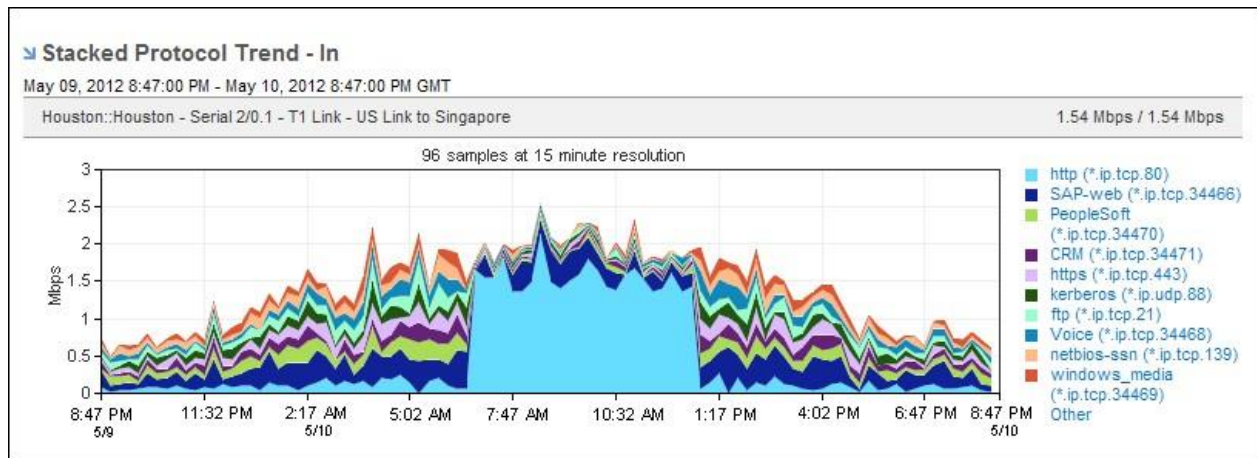 Stacked Protocol Trend - In
May 09, 2012 8:47:00 PM - May 10, 2012 8:47:00 PM GMT
Houston::Houston - Serial 2/0.1 - T1 Link - US Link to Singapore 1.54 Mbps / 1.54 Mbps
96 samples at 15 minute resolution
Mbps
3
2.5
2
1.5
1
0.5
0
8:47 PM 11:32 PM 2:17 AM 5:02 AM 7:47 AM 10:32 AM 1:17 PM 4:02 PM 6:47 PM 8:47 PM
5/9 5/10 5/10
http (*.ip.tcp.80)
SAP-web (*.ip.tcp.34466)
PeopleSoft
(*.ip.tcp.34470)
CRM (*.ip.tcp.34471)
https (*.ip.tcp.443)
kerberos (*.ip.udp.88)
ftp (*.ip.tcp.21)
Voice (*.ip.tcp.34468)
netbios-ssn (*.ip.tcp.139)
windows_media
(*.ip.tcp.34469)
Other